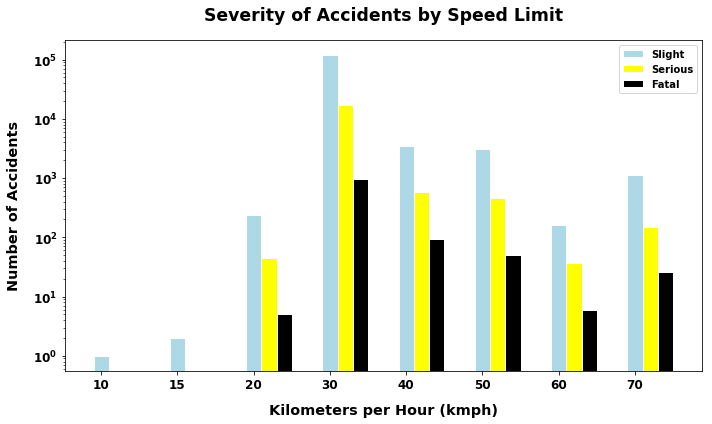 Severity of Accidents by Speed Limit
Slight
Serious
Fatal
Number of Accidents
10⁵
10⁴
10³
10²
10¹
10⁰
10 15 20 30 40 50 60 70
Kilometers per Hour (kmph)